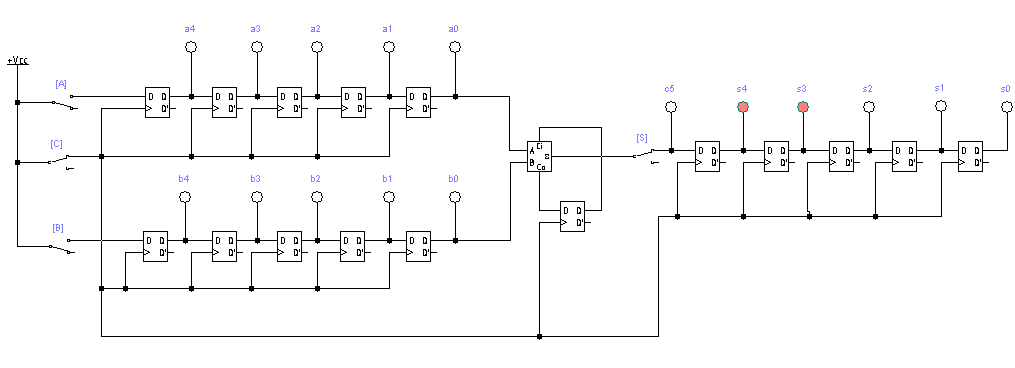 a4 a3 a2 a1 a0
+Vcc
[A]
c5 s4 s3 s2 s1 s0
D Q D Q D Q D Q D Q
Q' Q' Q' Q' Q'
[C]
[S]
A Ci Σ
B Co
D Q D Q D Q D Q D Q
Q' Q' Q' Q' Q'
b4 b3 b2 b1 b0
D Q
Q'
[B]
D Q D Q D Q D Q D Q
Q' Q' Q' Q' Q'